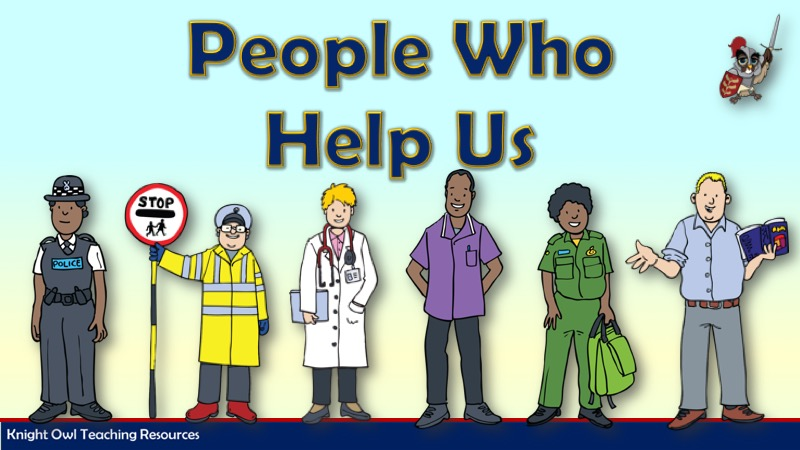 People Who
Help Us
STOP
POLICE
Knight Owl Teaching Resources